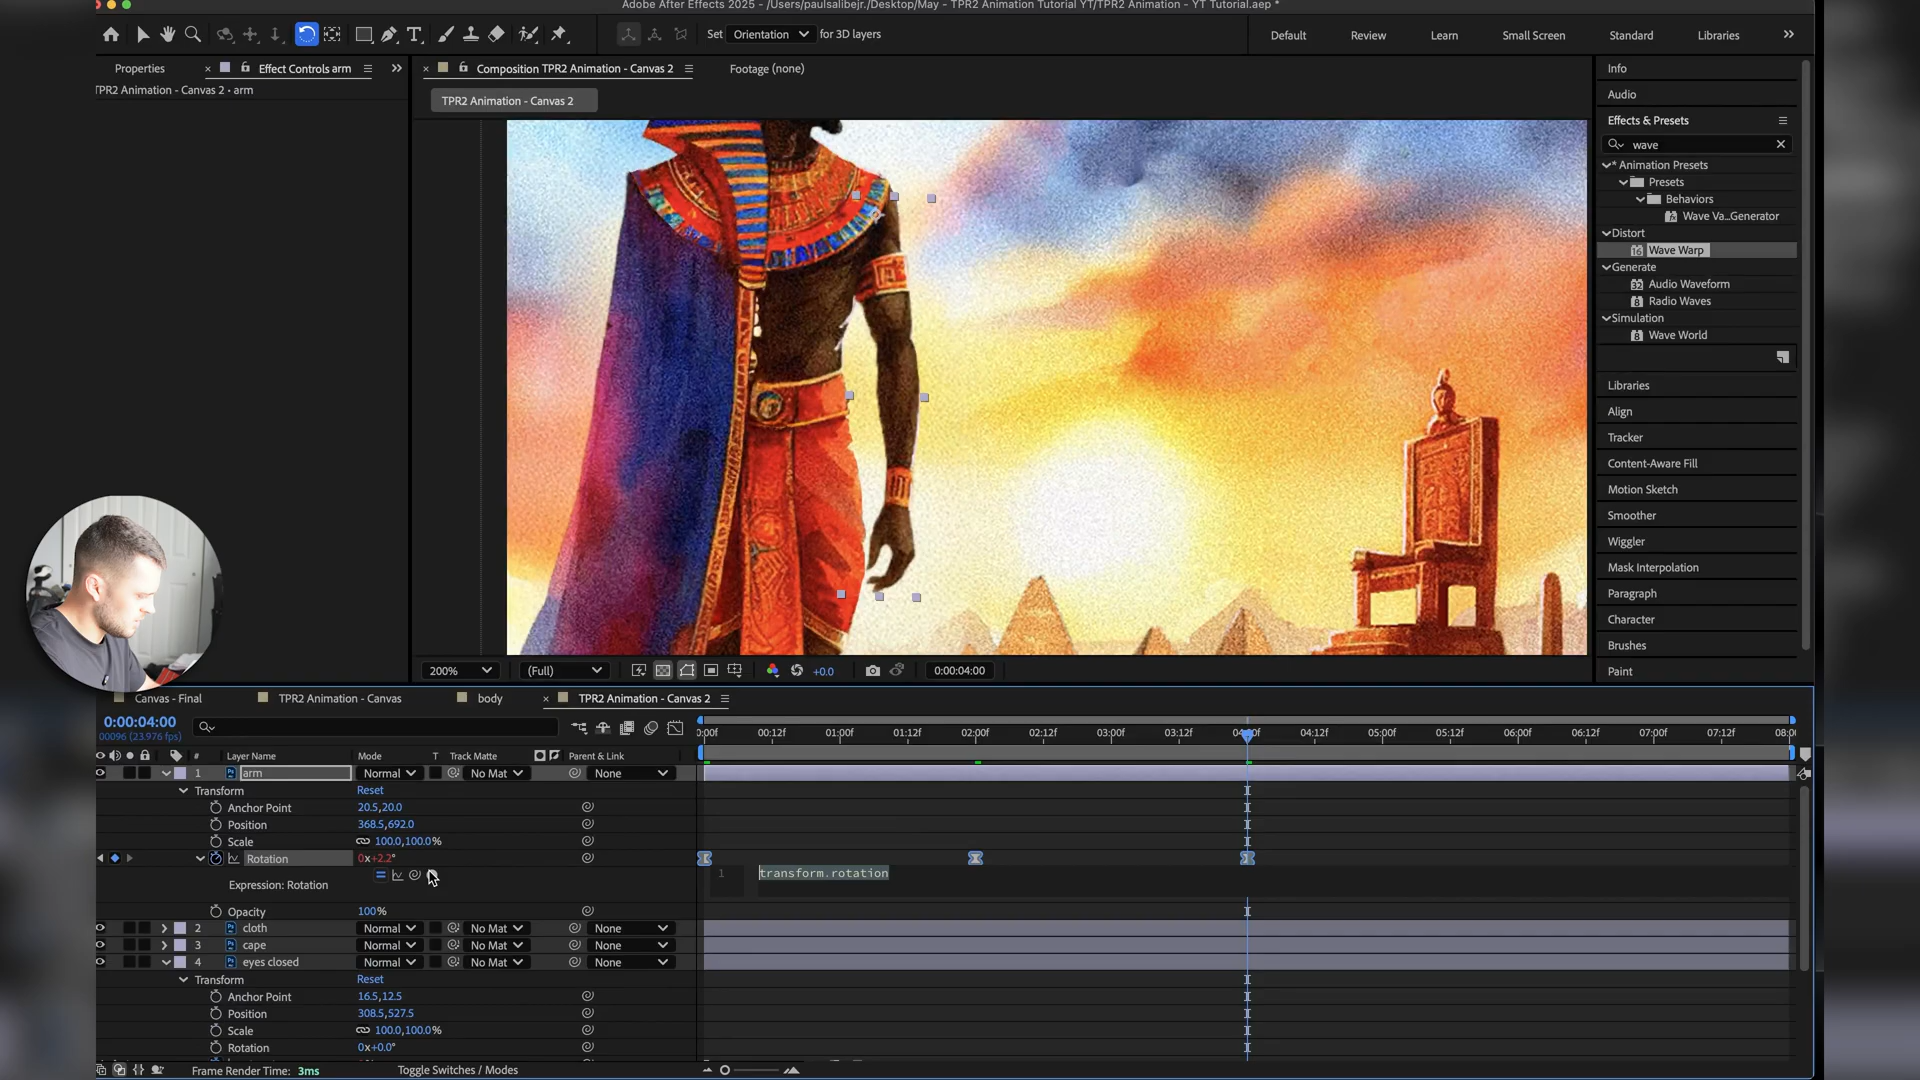 Adobe After Effects 2025 - /Users/paulsalibejr./Desktop/May - TPR2 Animation Tutorial YT/TPR2 Animation - YT Tutorial.aep *
Set Orientation for 3D layers
Default Review Learn Small Screen Standard Libraries
Properties × Effect Controls arm
TPR2 Animation - Canvas 2 • arm
× Composition TPR2 Animation - Canvas 2 Footage (none)
TPR2 Animation - Canvas 2
Info
Audio
Effects & Presets
wave
* Animation Presets
Presets
Behaviors
Wave Va...Generator
Distort
Wave Warp
Generate
Audio Waveform
Radio Waves
Simulation
Wave World
Libraries
Align
Tracker
Content-Aware Fill
Motion Sketch
Smoother
Wiggler
Mask Interpolation
Paragraph
Character
Brushes
Paint
200% (Full) +0.0 0:00:04:00
Canvas - Final TPR2 Animation - Canvas body × TPR2 Animation - Canvas 2
0:00:04:00
00096 (23.976 fps)
:00f 00:12f 01:00f 01:12f 02:00f 02:12f 03:00f 03:12f 04:12f 05:00f 05:12f 06:00f 06:12f 07:00f 07:12f 08:0
# Layer Name Mode T Track Matte Parent & Link
1 arm Normal No Mat None
Transform Reset
Anchor Point 20.5,20.0
Position 368.5,692.0
Scale 100.0,100.0%
Rotation 0x+2.2°
1 transform.rotation
Expression: Rotation
Opacity 100%
2 cloth Normal No Mat None
3 cape Normal No Mat None
4 eyes closed Normal No Mat None
Transform Reset
Anchor Point 16.5,12.5
Position 308.5,527.5
Scale 100.0,100.0%
Rotation 0x+0.0°
Frame Render Time: 3ms Toggle Switches / Modes